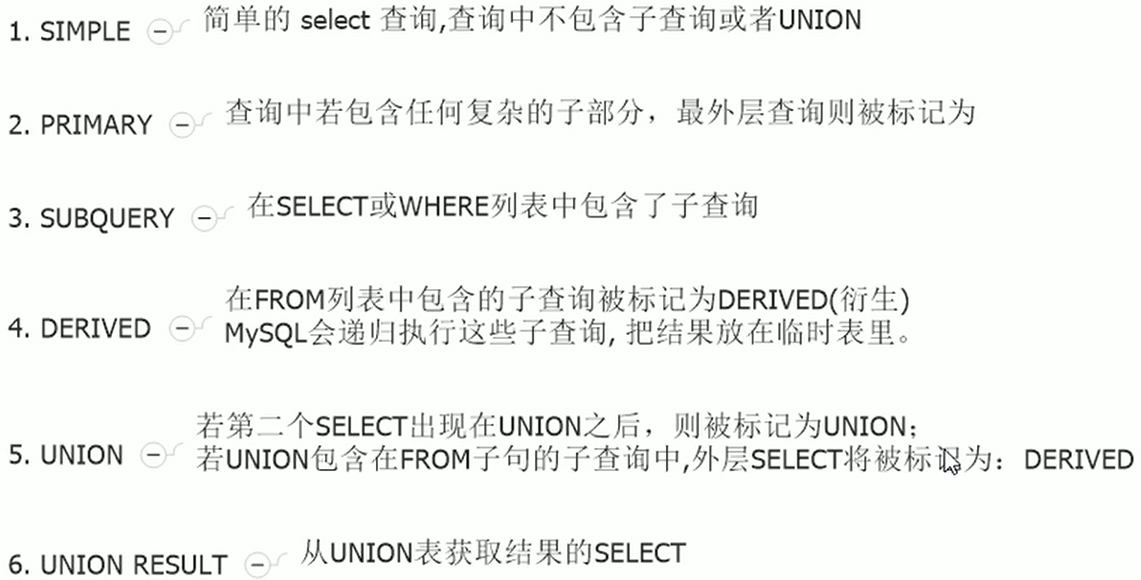 1. SIMPLE 简单的 select 查询,查询中不包含子查询或者UNION
2. PRIMARY 查询中若包含任何复杂的子部分，最外层查询则被标记为
3. SUBQUERY 在SELECT或WHERE列表中包含了子查询
4. DERIVED 在FROM列表中包含的子查询被标记为DERIVED(衍生)
MySQL会递归执行这些子查询, 把结果放在临时表里。
5. UNION 若第二个SELECT出现在UNION之后，则被标记为UNION；
若UNION包含在FROM子句的子查询中,外层SELECT将被标记为：DERIVED
6. UNION RESULT 从UNION表获取结果的SELECT